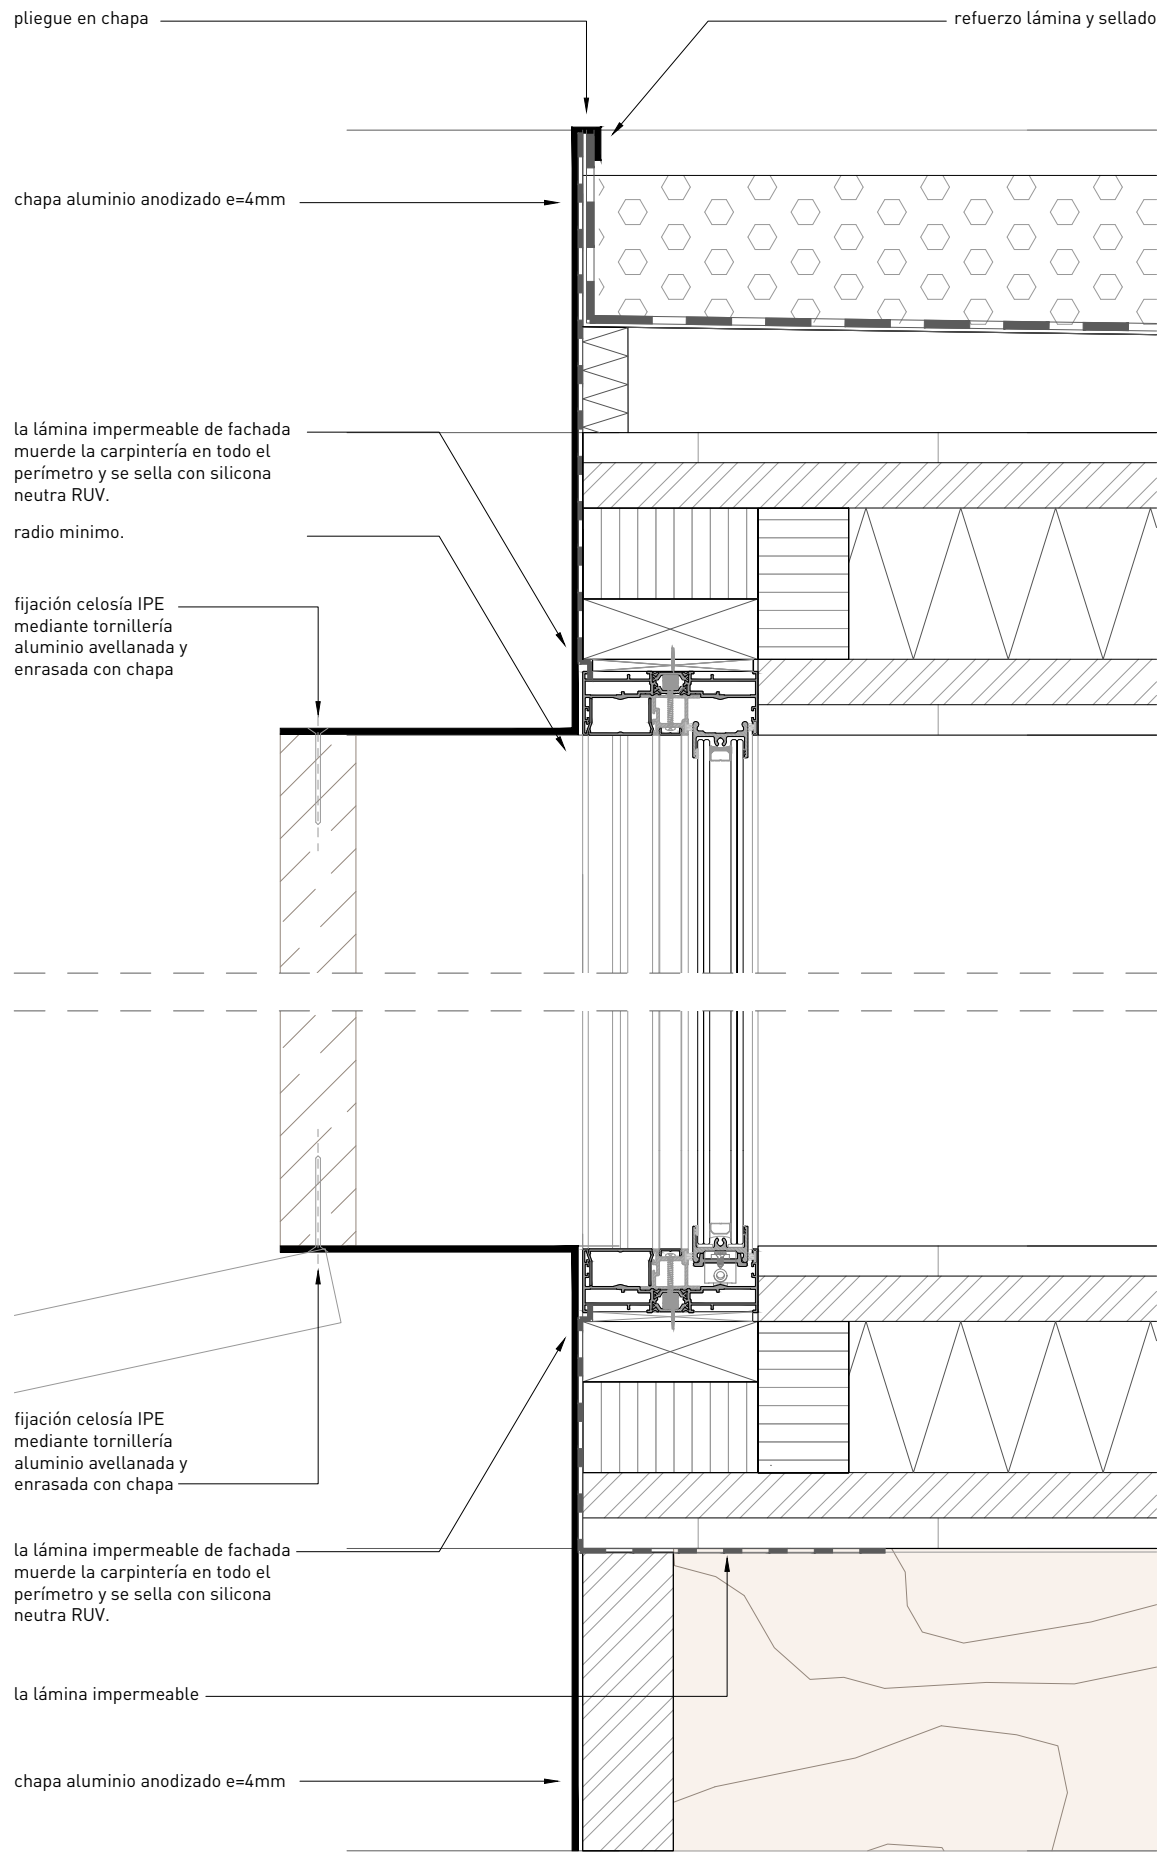 pliegue en chapa
refuerzo lámina y sellado
chapa aluminio anodizado e=4mm
la lámina impermeable de fachada
muerde la carpintería en todo el
perímetro y se sella con silicona
neutra RUV.
radio minimo.
fijación celosía IPE
mediante tornillería
aluminio avellanada y
enrasada con chapa
fijación celosía IPE
mediante tornillería
aluminio avellanada y
enrasada con chapa
la lámina impermeable de fachada
muerde la carpintería en todo el
perímetro y se sella con silicona
neutra RUV.
la lámina impermeable
chapa aluminio anodizado e=4mm